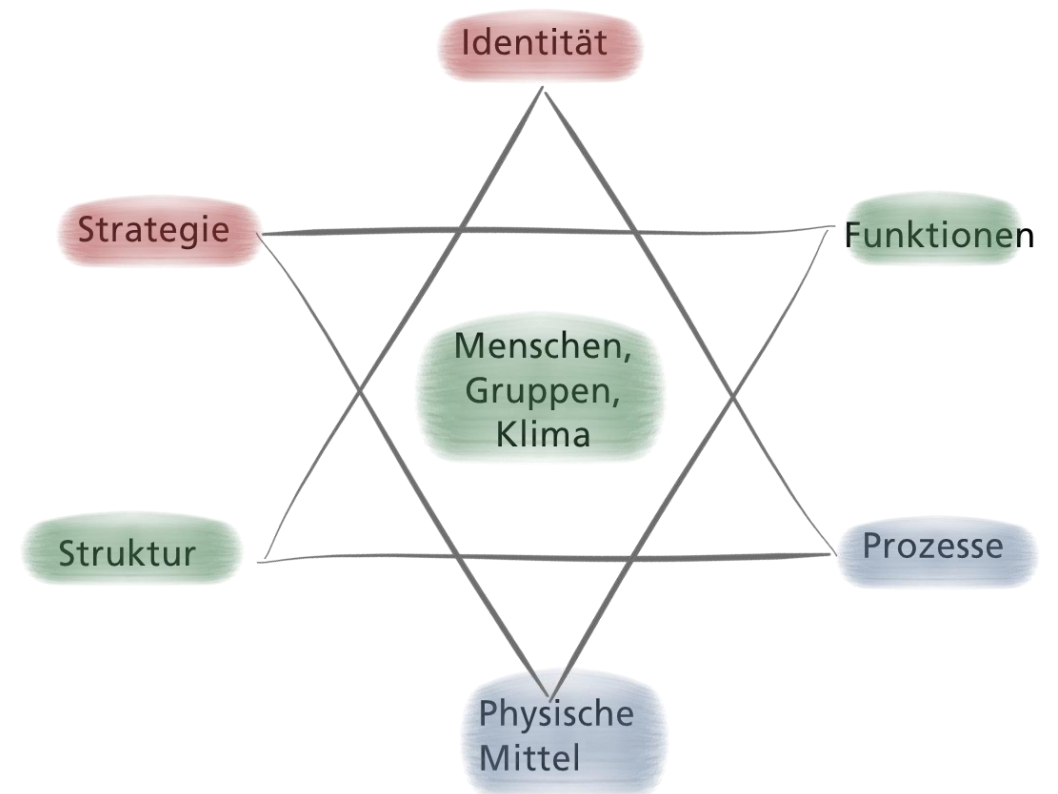 Identität
Strategie
Funktionen
Menschen,
Gruppen,
Klima
Struktur
Prozesse
Physische
Mittel